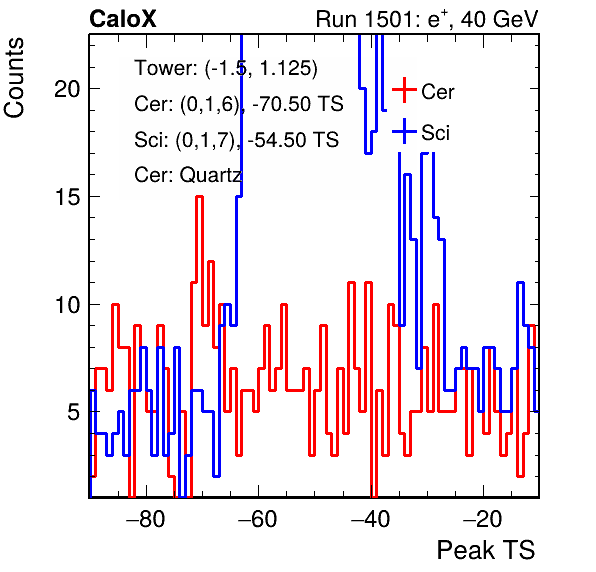 CaloX Run 1501: e⁺, 40 GeV
Counts
Tower: (-1.5, 1.125)
Cer: (0,1,6), -70.50 TS
Sci: (0,1,7), -54.50 TS
Cer: Quartz
Cer
Sci
20
15
10
5
−80 −60 −40 −20
Peak TS